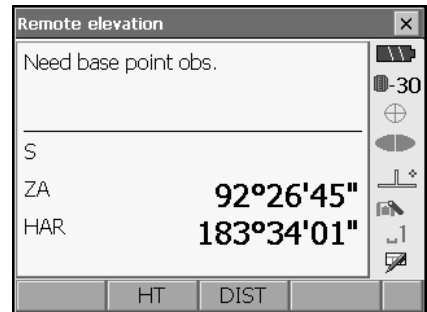 Remote elevation
Need base point obs.
-30
S
ZA 92°26'45"
HAR 183°34'01"
1
HT DIST